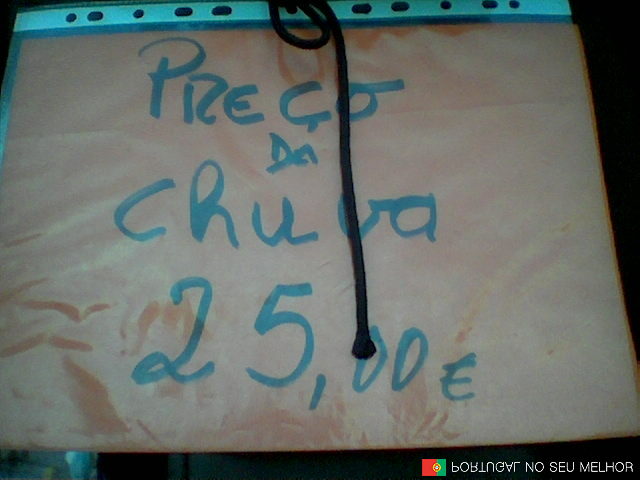 PREÇO
DA
chuva
25,00 €
PORTUGAL NO SEU MELHOR